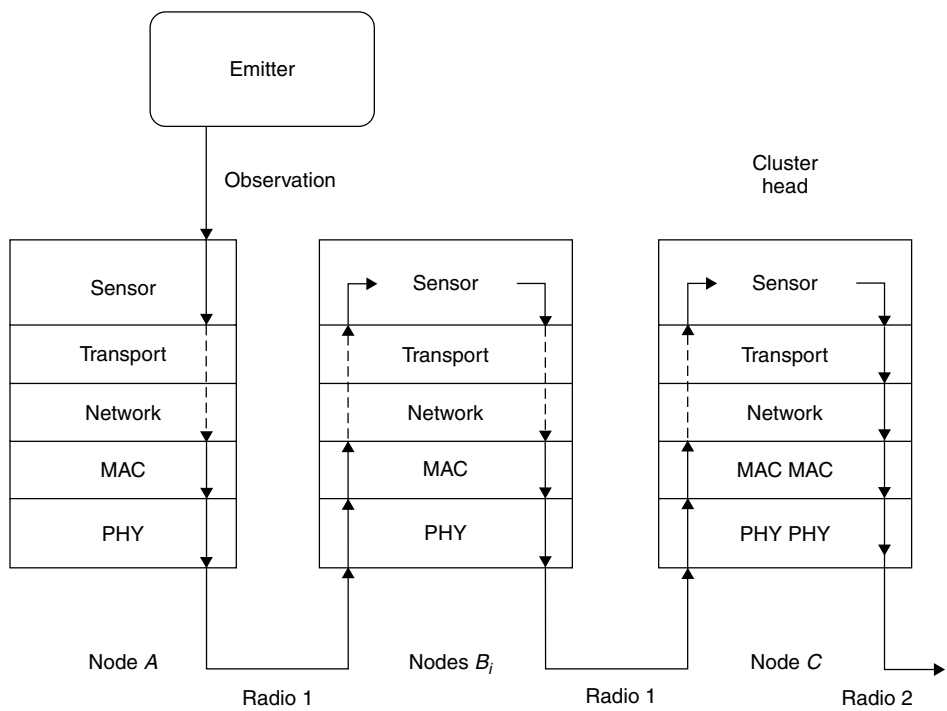 Emitter
Observation
Cluster
head
Sensor
Transport
Network
MAC
PHY
Sensor
Transport
Network
MAC
PHY
Sensor
Transport
Network
MAC MAC
PHY PHY
Node A
Radio 1
Nodes Bi
Radio 1
Node C
Radio 2